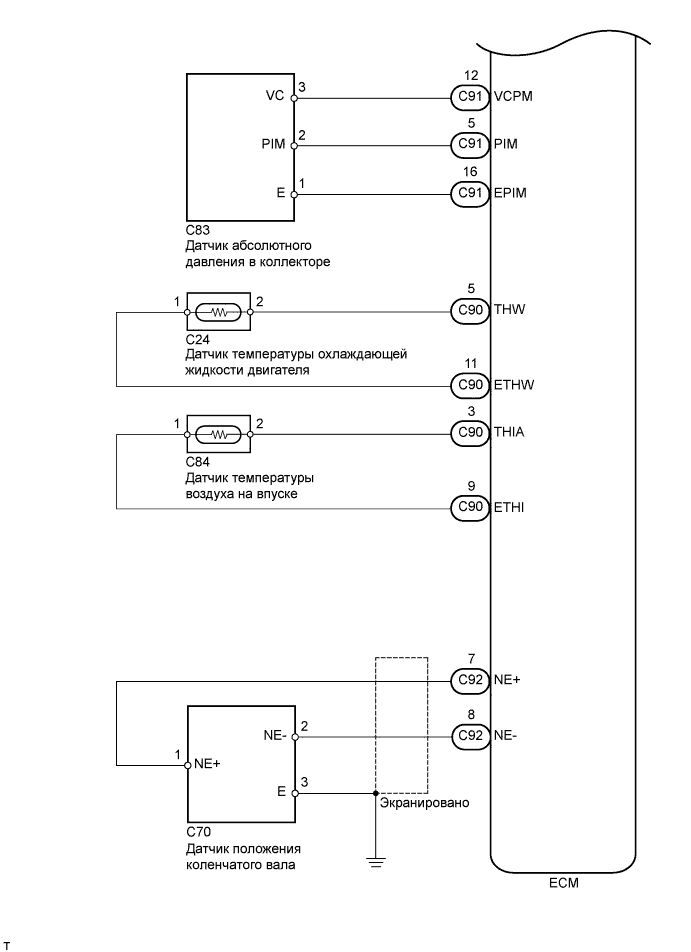 12
VC 3 C91 VCPM
5
PIM 2 C91 PIM
16
E 1 C91 EPIM
C83
Датчик абсолютного
давления в коллекторе
5
1 2 C90 THW
C24
Датчик температуры охлаждающей
жидкости двигателя
11
C90 ETHW
3
1 2 C90 THIA
C84
Датчик температуры
воздуха на впуске
9
C90 ETHI
7
C92 NE+
8
NE- 2 C92 NE-
1 NE+
E 3
Экранировано
C70
Датчик положения
коленчатого вала
ECM
T